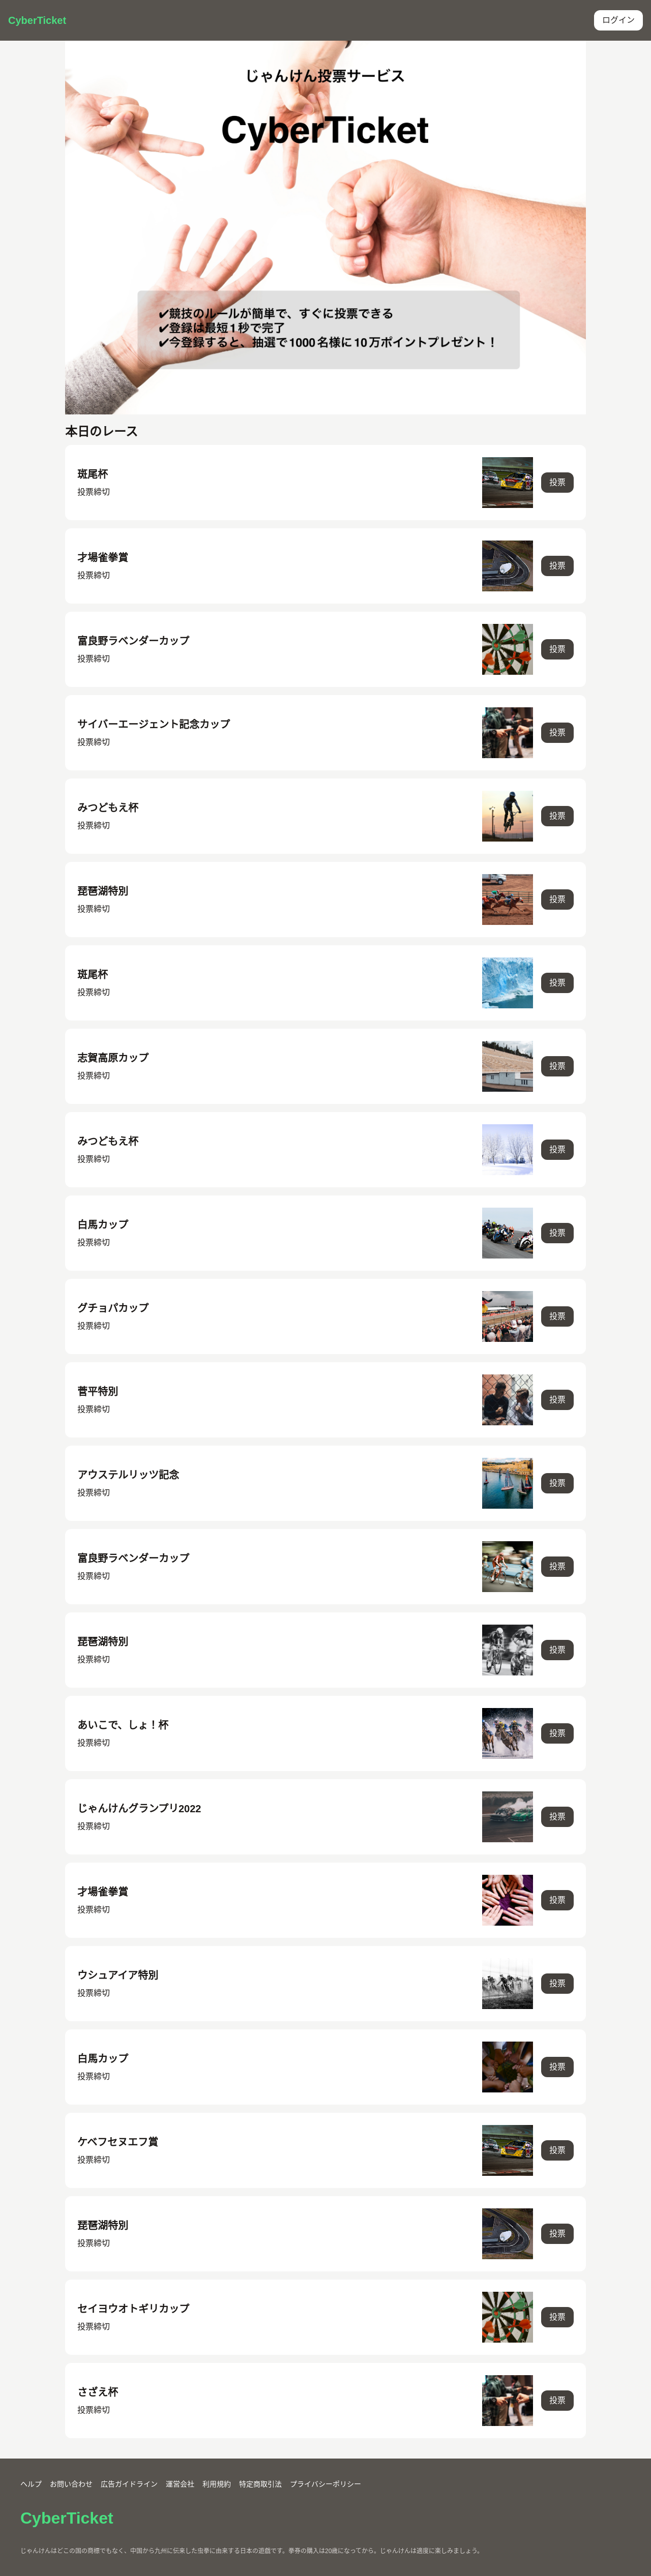 CyberTicket
ログイン
じゃんけん投票サービス
CyberTicket
✔競技のルールが簡単で、すぐに投票できる
✔登録は最短1秒で完了
✔今登録すると、抽選で1000名様に10万ポイントプレゼント！
本日のレース
斑尾杯
投票締切
投票
才場雀拳賞
投票締切
投票
富良野ラベンダーカップ
投票締切
投票
サイバーエージェント記念カップ
投票締切
投票
みつどもえ杯
投票締切
投票
琵琶湖特別
投票締切
投票
斑尾杯
投票締切
投票
志賀高原カップ
投票締切
投票
みつどもえ杯
投票締切
投票
白馬カップ
投票締切
投票
グチョパカップ
投票締切
投票
菅平特別
投票締切
投票
アウステルリッツ記念
投票締切
投票
富良野ラベンダーカップ
投票締切
投票
琵琶湖特別
投票締切
投票
あいこで、しょ！杯
投票締切
投票
じゃんけんグランプリ2022
投票締切
投票
才場雀拳賞
投票締切
投票
ウシュアイア特別
投票締切
投票
白馬カップ
投票締切
投票
ケベフセヌエフ賞
投票締切
投票
琵琶湖特別
投票締切
投票
セイヨウオトギリカップ
投票締切
投票
さざえ杯
投票締切
投票
ヘルプ お問い合わせ 広告ガイドライン 運営会社 利用規約 特定商取引法 プライバシーポリシー
CyberTicket
じゃんけんはどこの国の商標でもなく、中国から九州に伝来した虫拳に由来する日本の遊戯です。拳券の購入は20歳になってから。じゃんけんは適度に楽しみましょう。